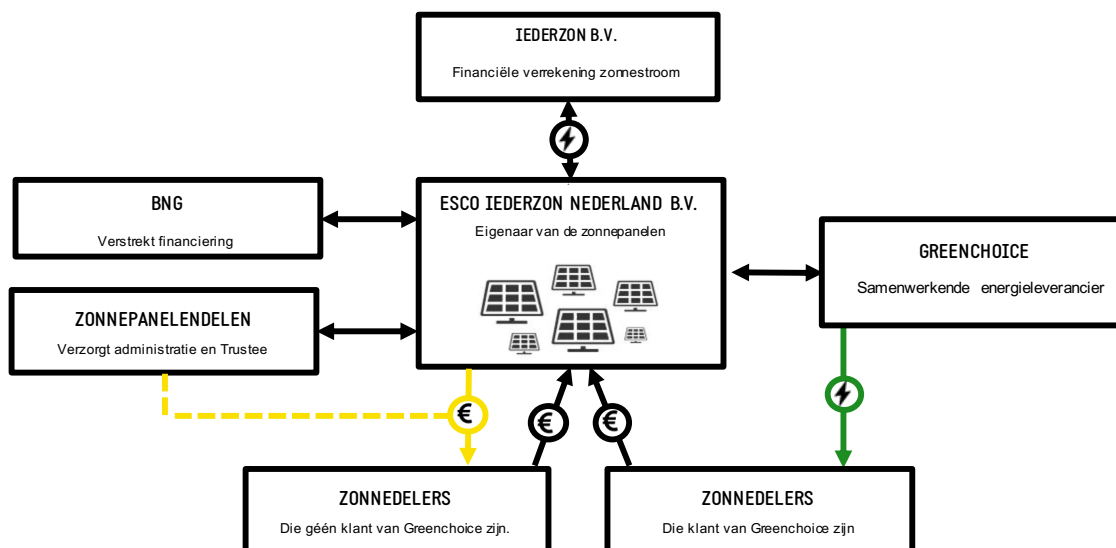 IEDERZON B.V.
Financiële verrekening zonnestroom
BNG
Verstrekt financiering
ESCO IEDERZON NEDERLAND B.V.
Eigenaar van de zonnepanelen
GREENCHOICE
Samenwerkende energieleverancier
ZONNEPANELENDELEN
Verzorgt administratie en Trustee
€
€
€
ZONNEDELERS
Die géén klant van Greenchoice zijn.
ZONNEDELERS
Die klant van Greenchoice zijn